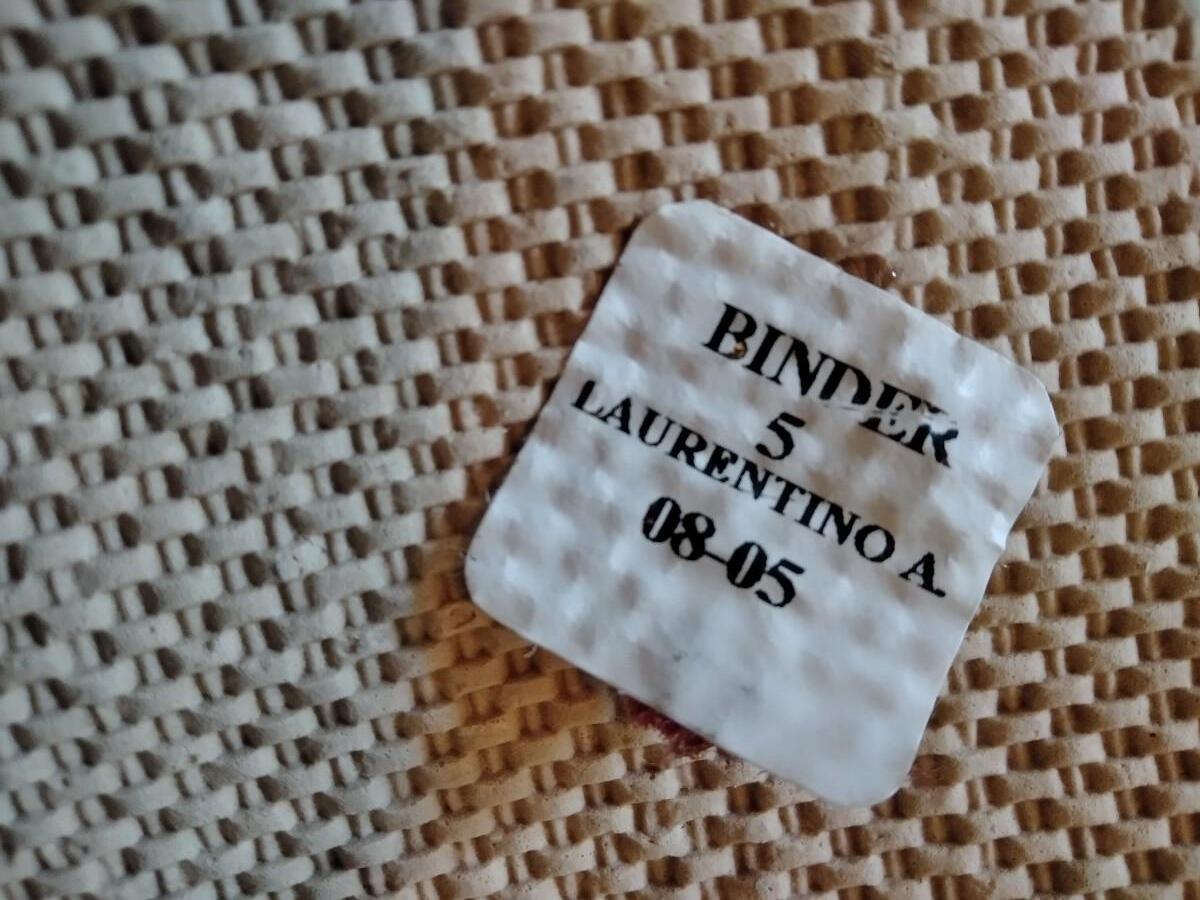 BINDER
5
LAURENTINO A.
08-05